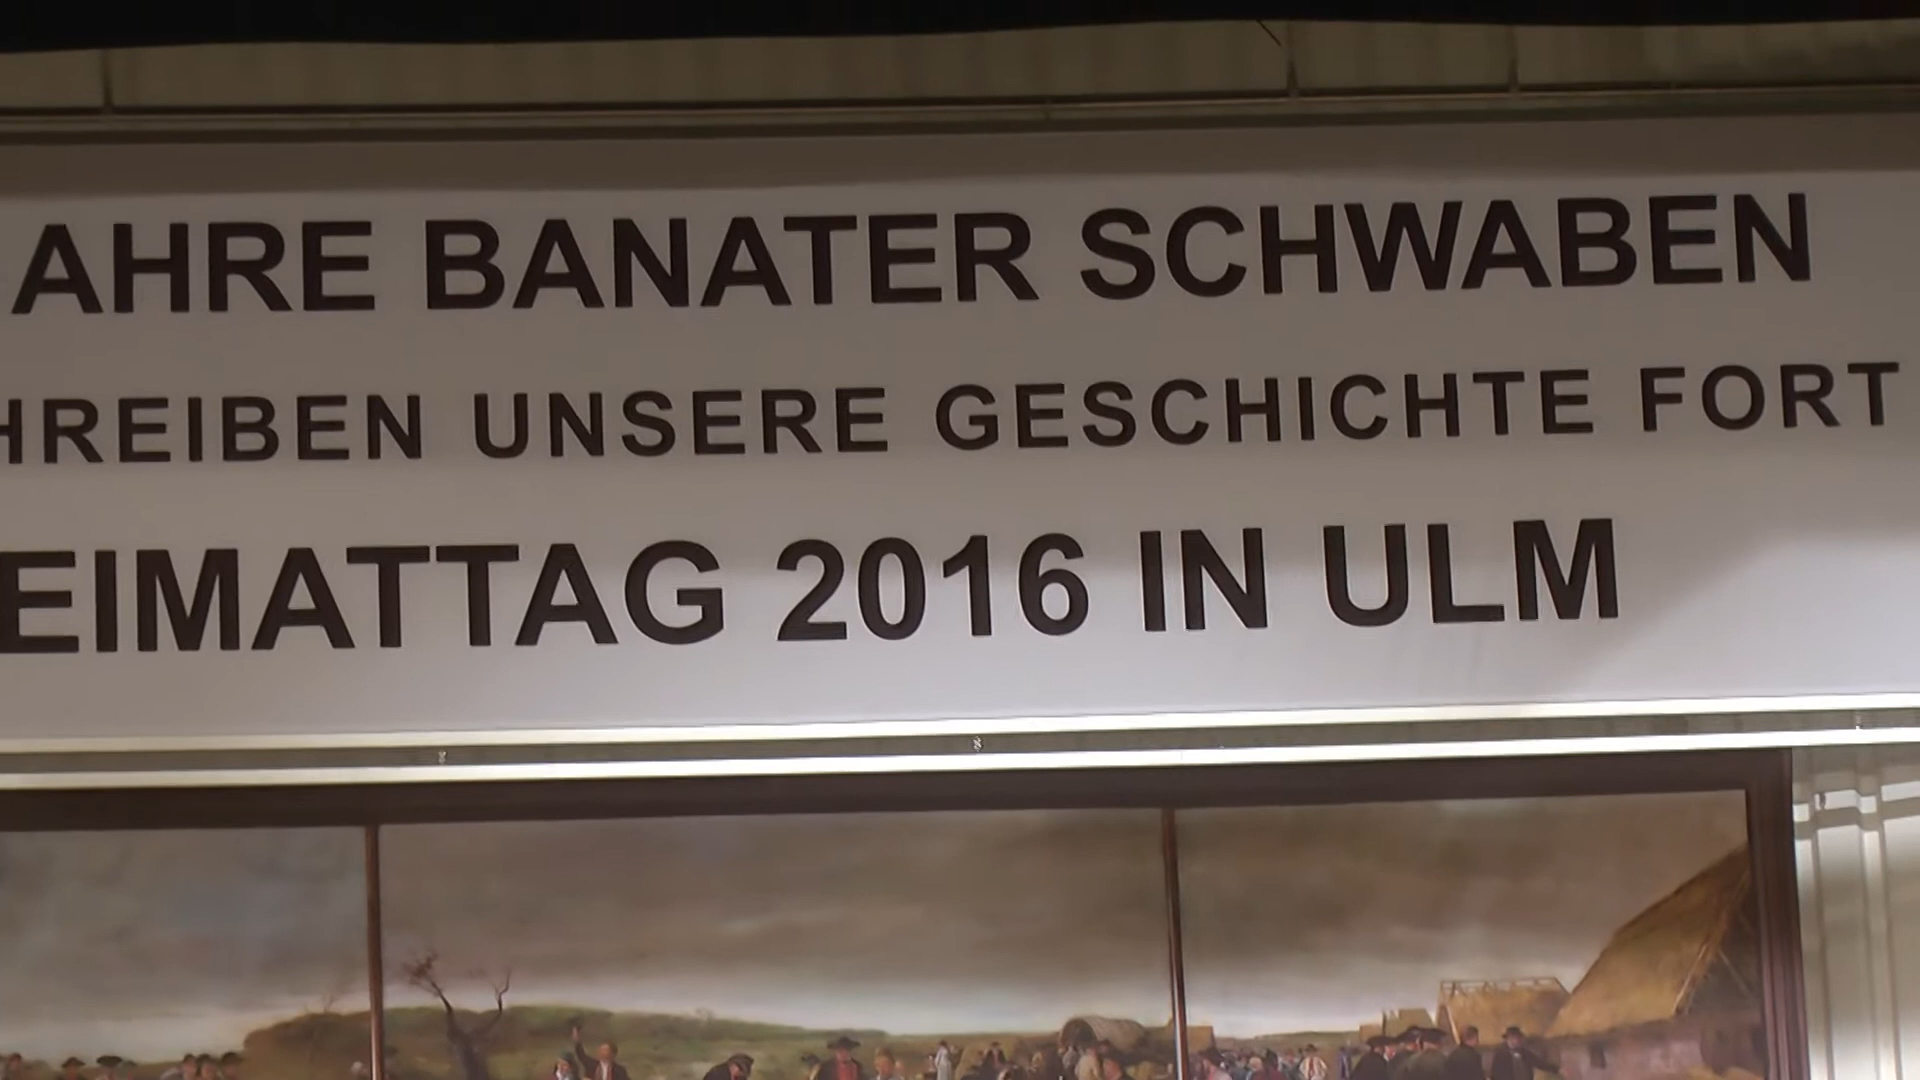 AHRE BANATER SCHWABEN
HREIBEN UNSERE GESCHICHTE FORT
EIMATTAG 2016 IN ULM